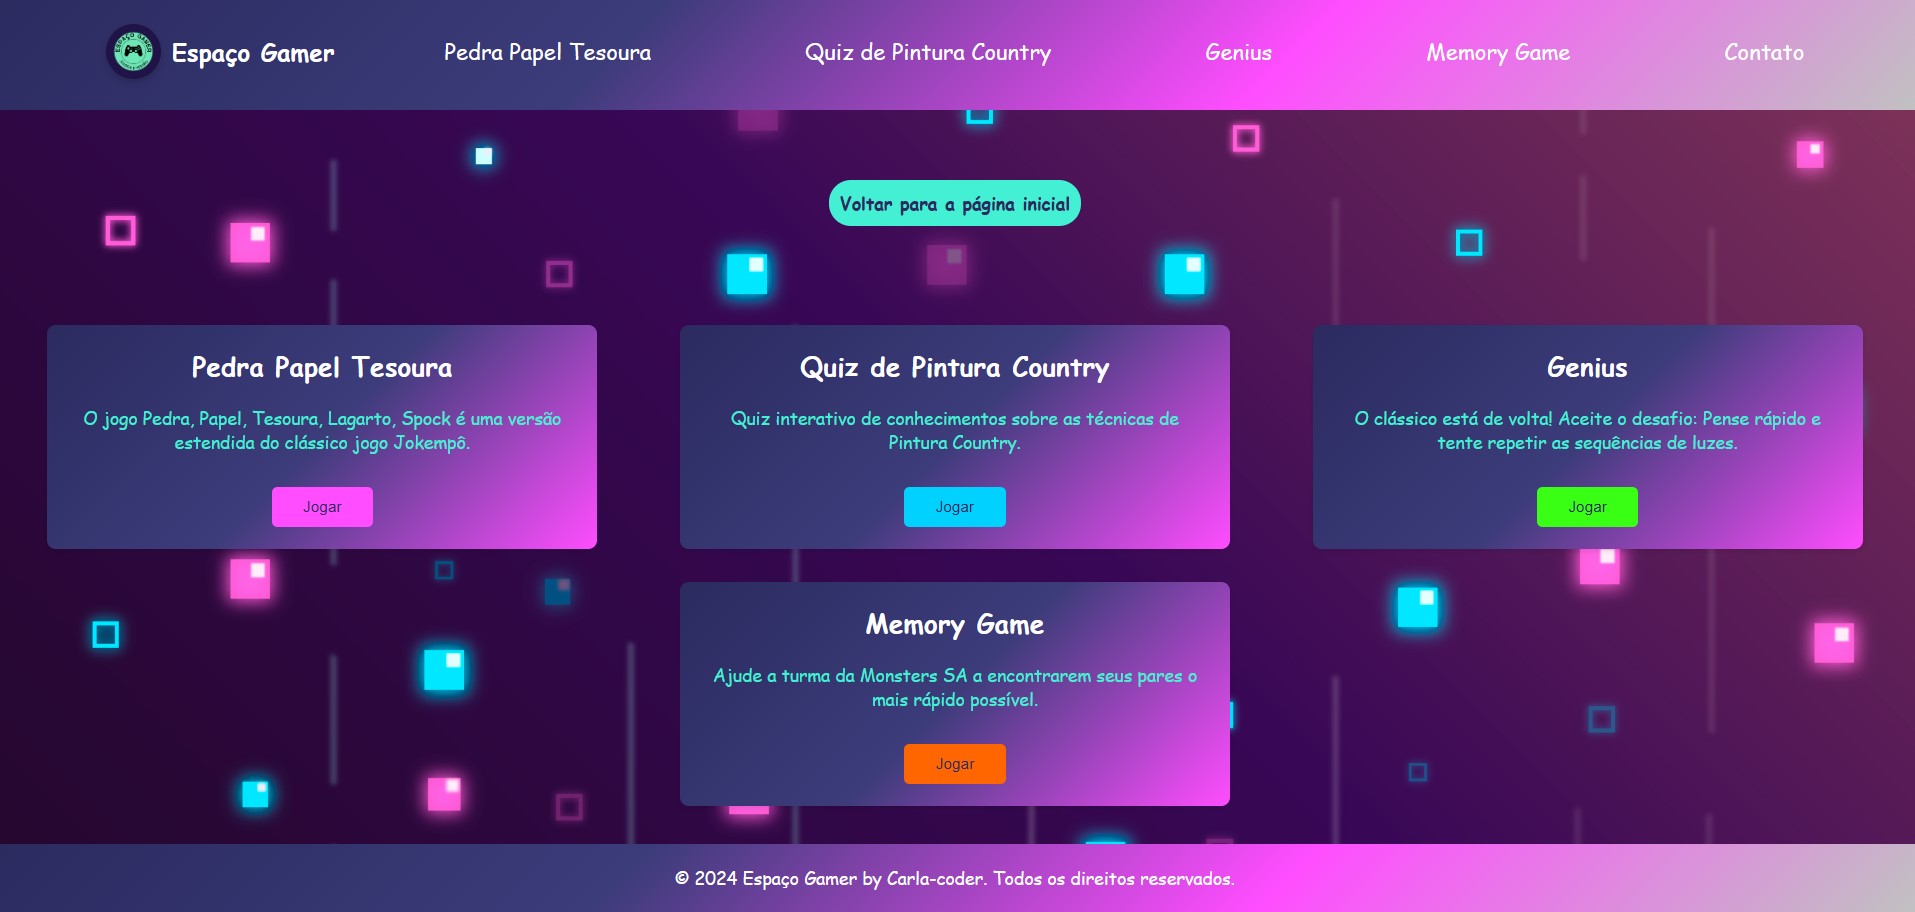 ESPAÇO GAMER
Espaço Gamer
Pedra Papel Tesoura
Quiz de Pintura Country
Genius
Memory Game
Contato
Voltar para a página inicial
Pedra Papel Tesoura
O jogo Pedra, Papel, Tesoura, Lagarto, Spock é uma versão
estendida do clássico jogo Jokempô.
Jogar
Quiz de Pintura Country
Quiz interativo de conhecimentos sobre as técnicas de
Pintura Country.
Jogar
Genius
O clássico está de volta! Aceite o desafio: Pense rápido e
tente repetir as sequências de luzes.
Jogar
Memory Game
Ajude a turma da Monsters SA a encontrarem seus pares o
mais rápido possível.
Jogar
© 2024 Espaço Gamer by Carla-coder. Todos os direitos reservados.